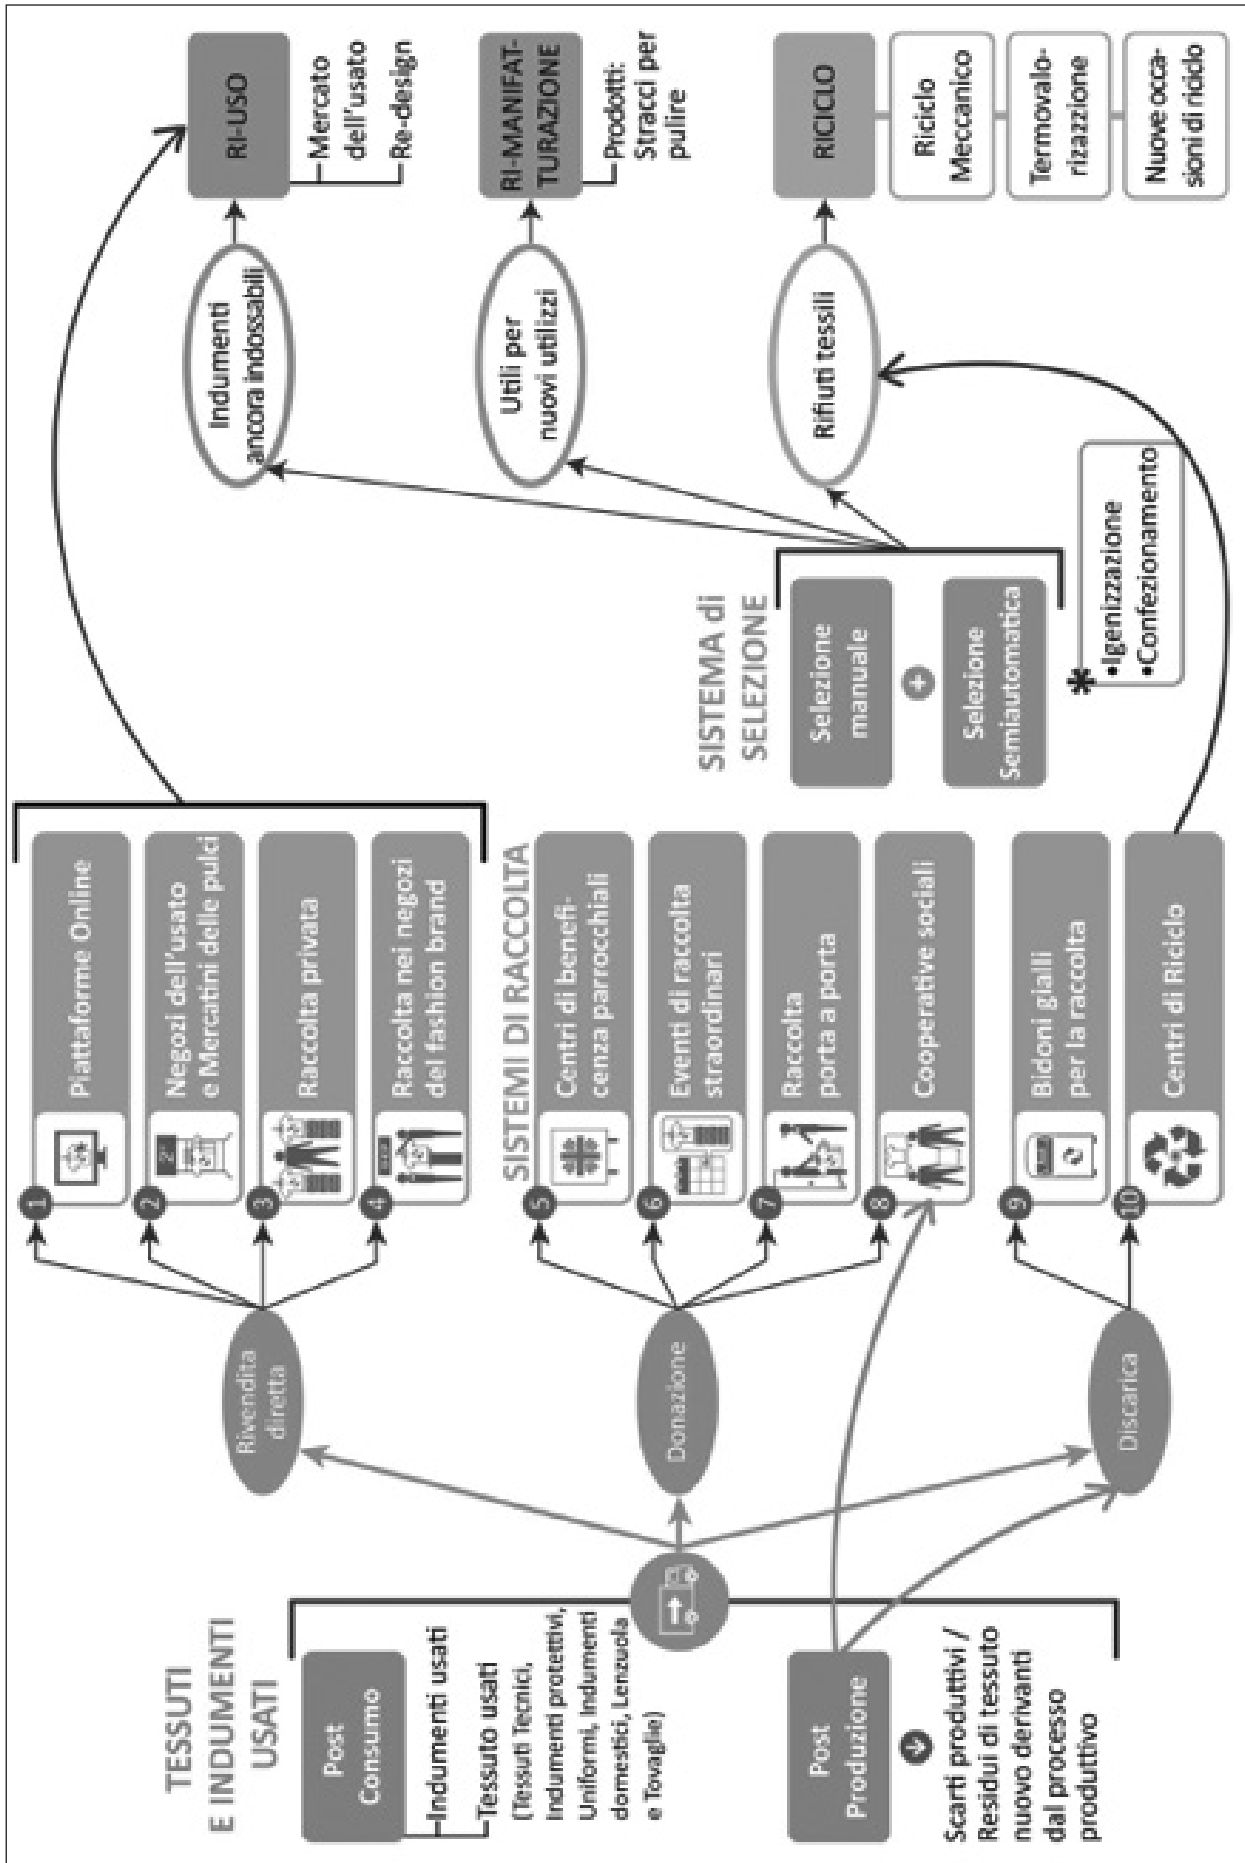 TESSUTI
E INDUMENTI
USATI
Post
Consumo
Indumenti usati
Tessuto usati
(Tessuti Tecnici,
Indumenti protettivi,
Uniformi, Indumenti
domestici, Lenzuola
e Tovaglie)
Post
Produzione
Scarti produttivi /
Residui di tessuto
nuovo derivanti
dal processo
produttivo
Rivendita
diretta
Donazione
Discarica
1
Piattaforme Online
2
Negozi dell'usato
e Mercatini delle pulci
3
Raccolta privata
4
Raccolta nei negozi
del fashion brand
SISTEMI DI RACCOLTA
5
Centri di benefi-
cenza parrocchiali
6
Eventi di raccolta
straordinari
7
Raccolta
porta a porta
8
Cooperative sociali
9
Bidoni gialli
per la raccolta
10
Centri di Riciclo
SISTEMA di
SELEZIONE
Selezione
manuale
+
Selezione
Semiautomatica
*
•Igenizzazione
•Confezionamento
Indumenti
ancora indossabili
Utili per
nuovi utilizzi
Rifiuti tessili
RI-USO
Mercato
dell'usato
Re-design
RI-MANIFAT-
TURAZIONE
Prodotti:
Stracci per
pulire
RICICLO
Riciclo
Meccanico
Termovalo-
rizazzione
Nuove occa-
sioni di riciclo